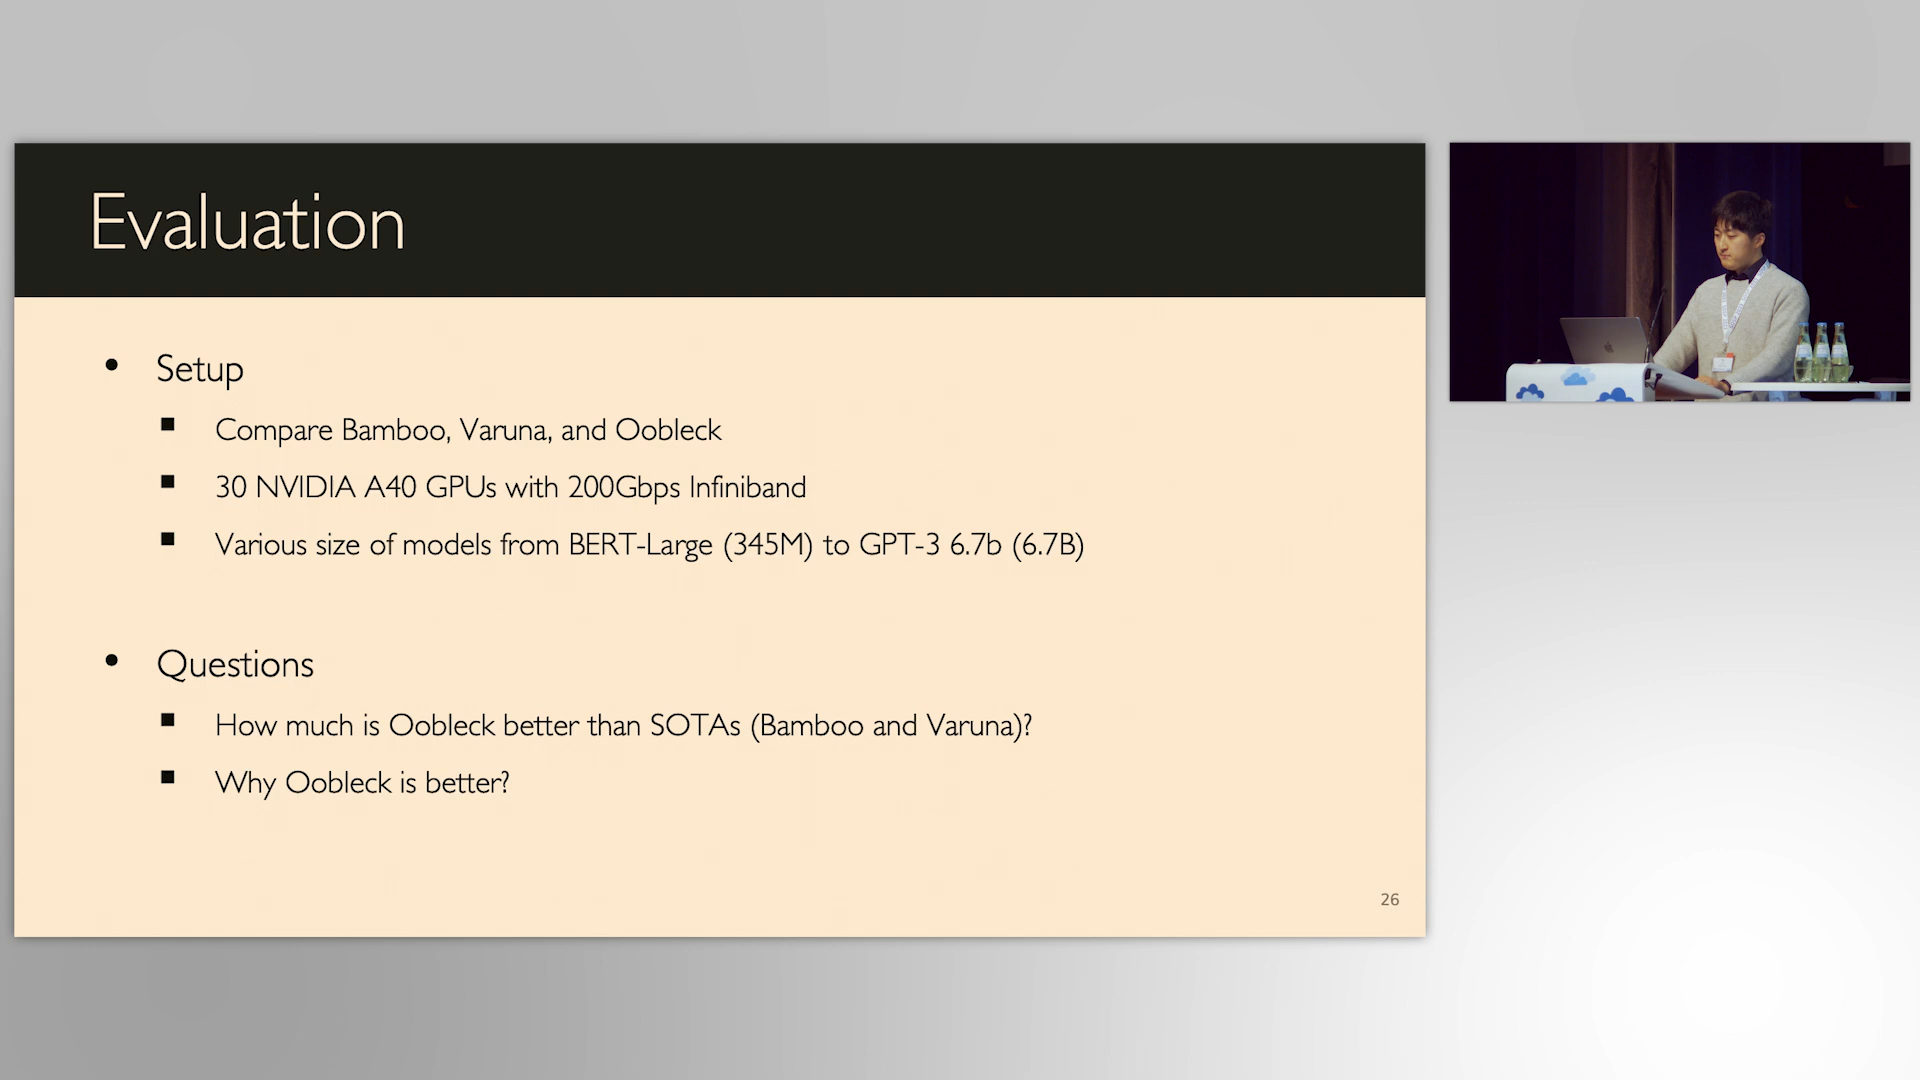 Evaluation
• Setup
▪ Compare Bamboo, Varuna, and Oobleck
▪ 30 NVIDIA A40 GPUs with 200Gbps Infiniband
▪ Various size of models from BERT-Large (345M) to GPT-3 6.7b (6.7B)
• Questions
▪ How much is Oobleck better than SOTAs (Bamboo and Varuna)?
▪ Why Oobleck is better?
26